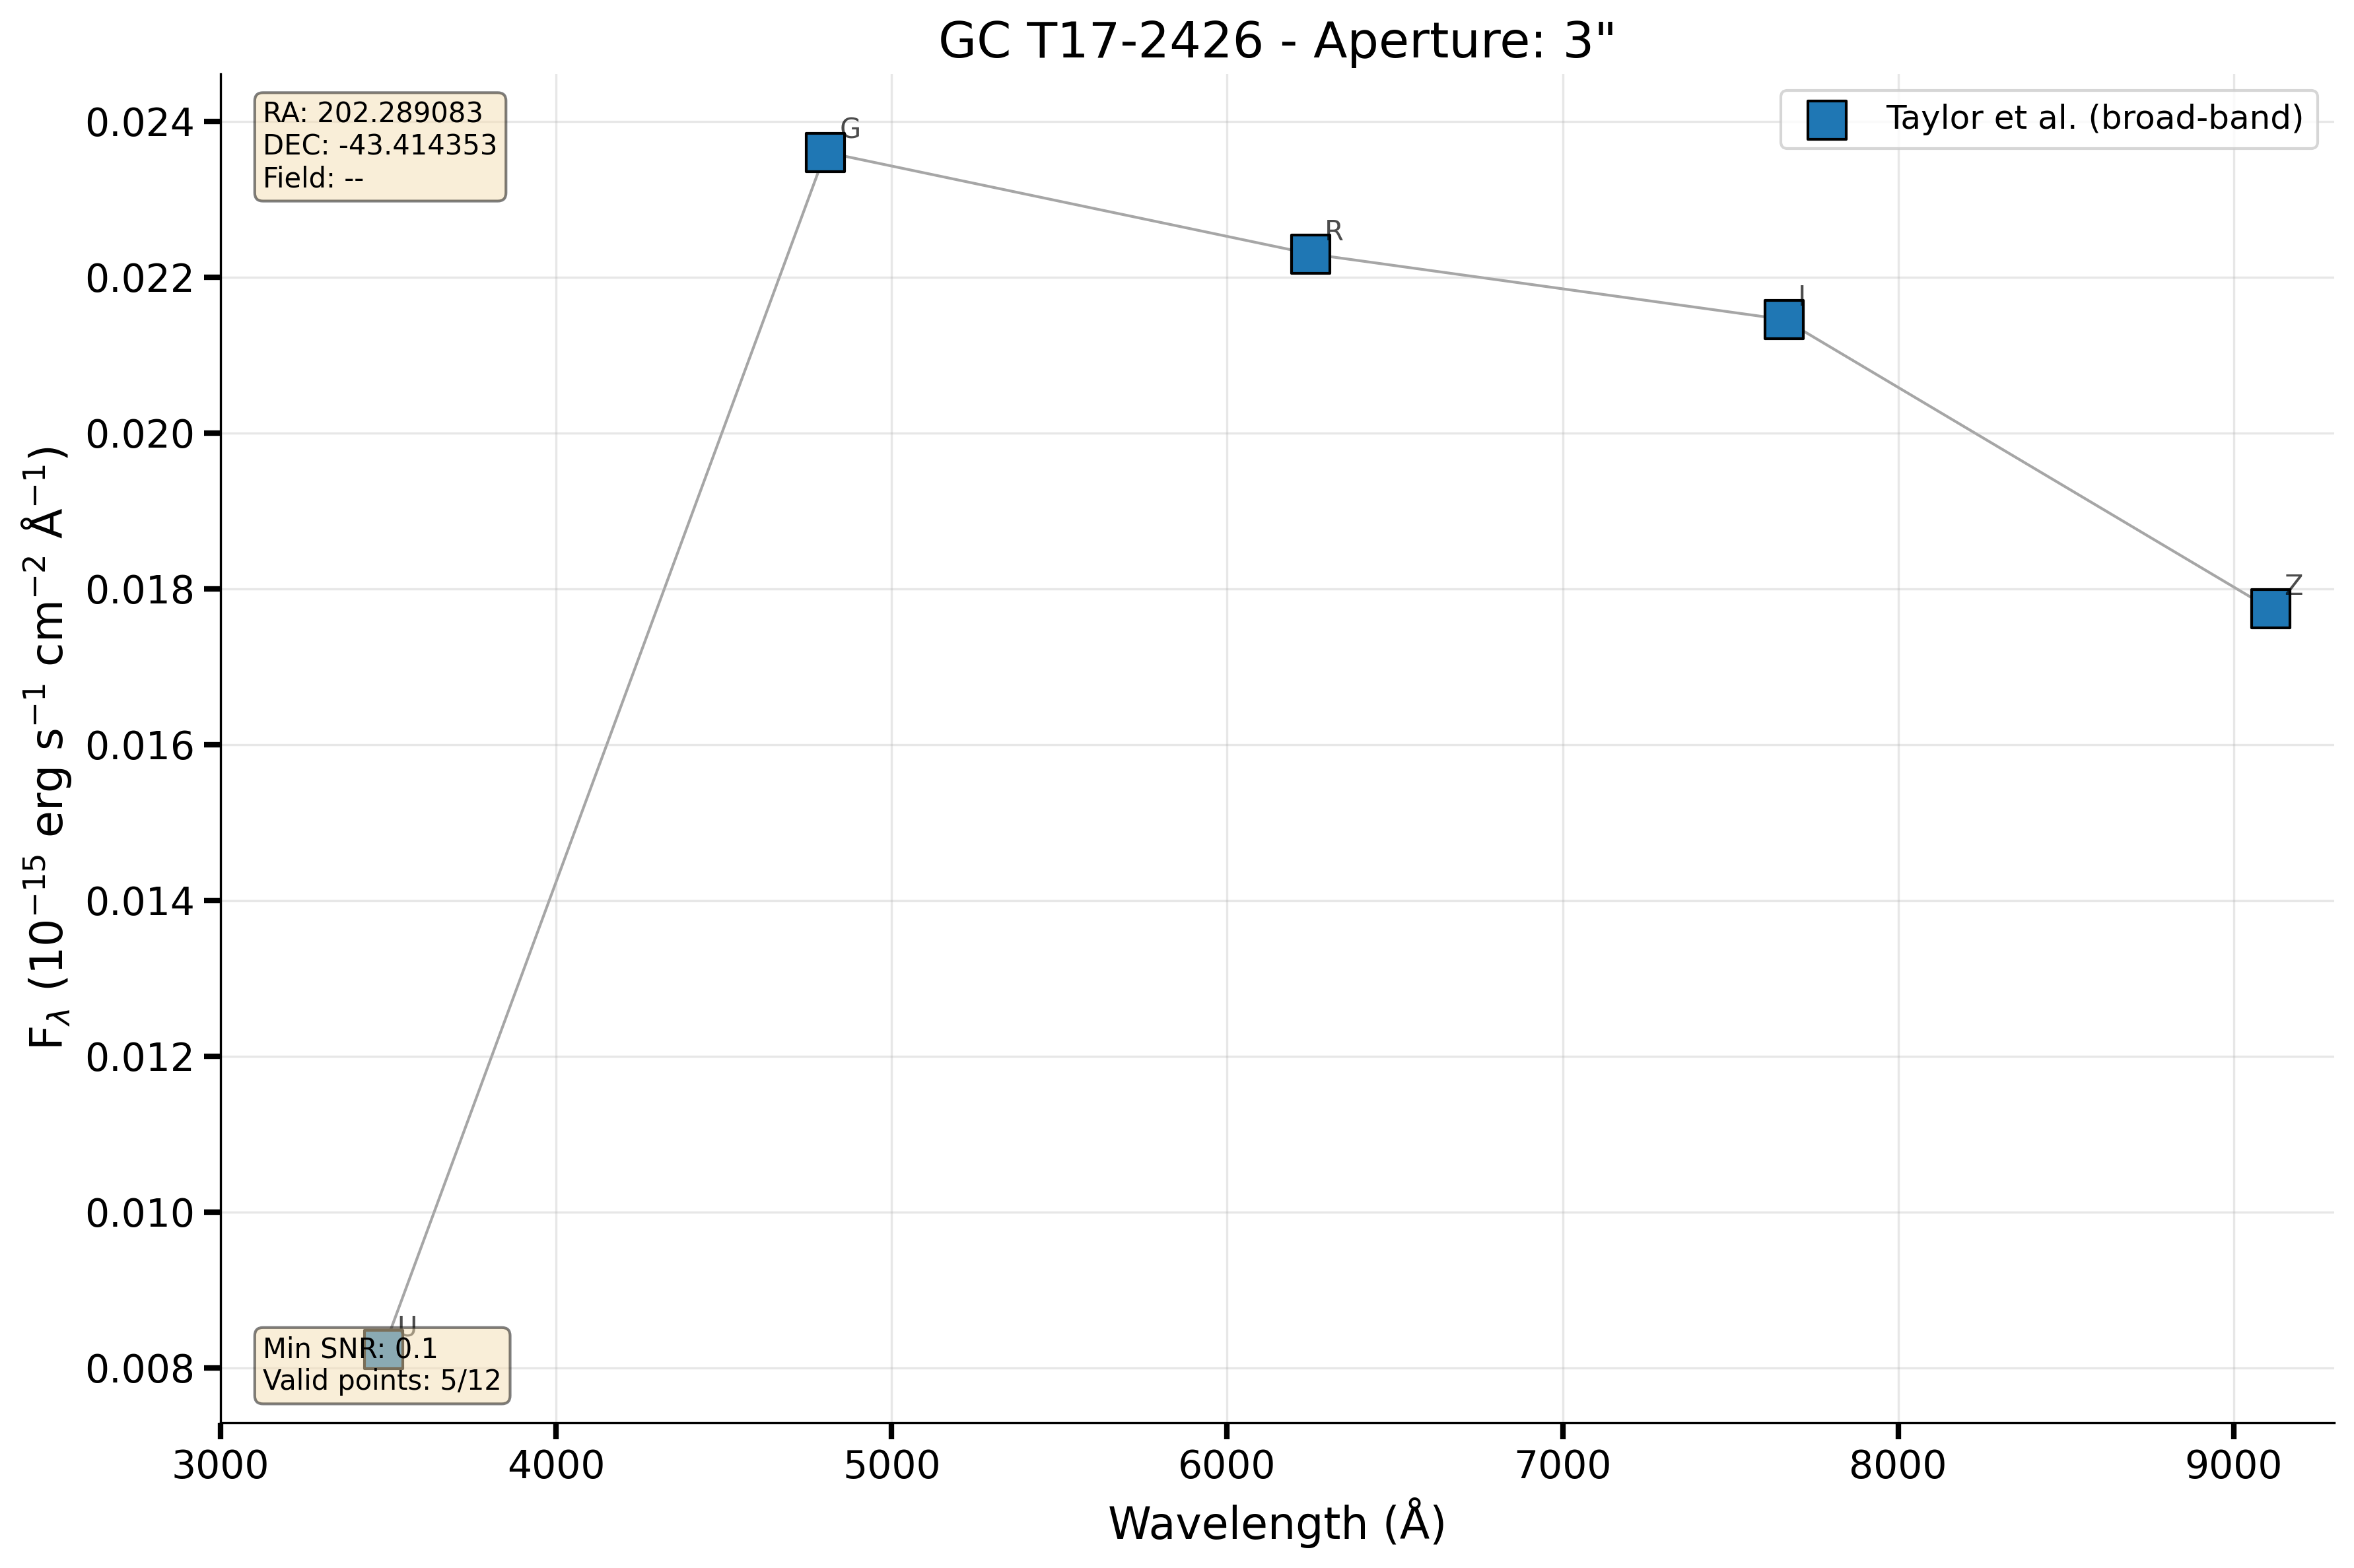 GC T17-2426 - Aperture: 3"
RA: 202.289083
DEC: -43.414353
Field: --
Taylor et al. (broad-band)
G
R
I
Z
U
Min SNR: 0.1
Valid points: 5/12
F_λ (10⁻¹⁵ erg s⁻¹ cm⁻² Å⁻¹)
0.024
0.022
0.020
0.018
0.016
0.014
0.012
0.010
0.008
3000 4000 5000 6000 7000 8000 9000
Wavelength (Å)